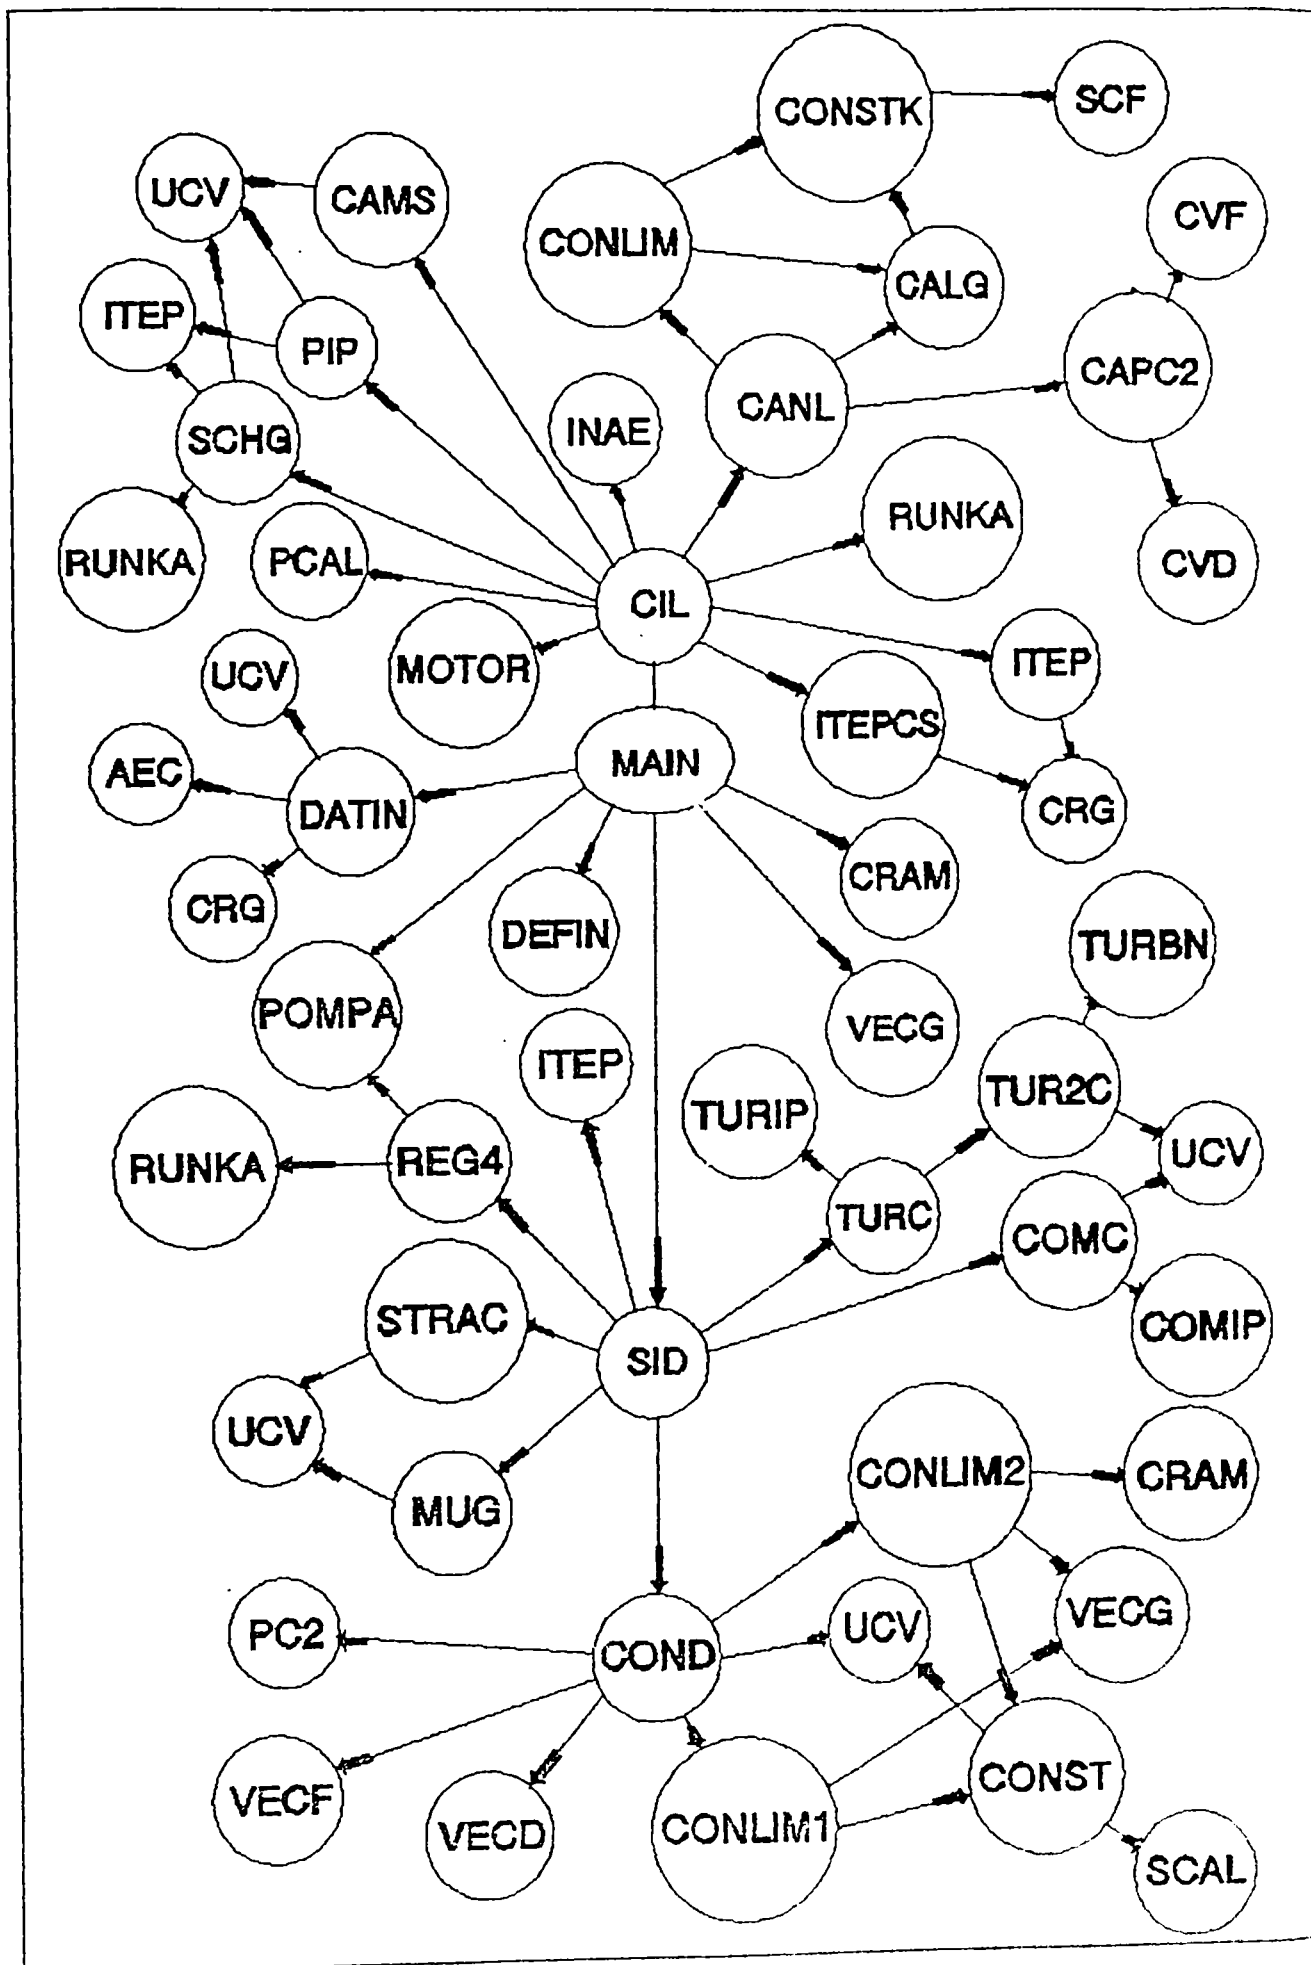 CONSTK
SCF
UCV
CAMS
CVF
CONLIM
CALG
ITEP
PIP
CAPC2
INAE
CANL
SCHG
RUNKA
RUNKA
PCAL
CVD
CIL
MOTOR
ITEP
UCV
ITEPCS
MAIN
AEC
DATIN
CRG
CRAM
CRG
DEFIN
TURBN
POMPA
VECG
ITEP
TUR2C
TURIP
RUNKA
REG4
UCV
TURC
COMC
STRAC
COMIP
SID
UCV
CONLIM2
CRAM
MUG
PC2
UCV
VECG
COND
CONST
VECF
VECD
CONLIM1
SCAL